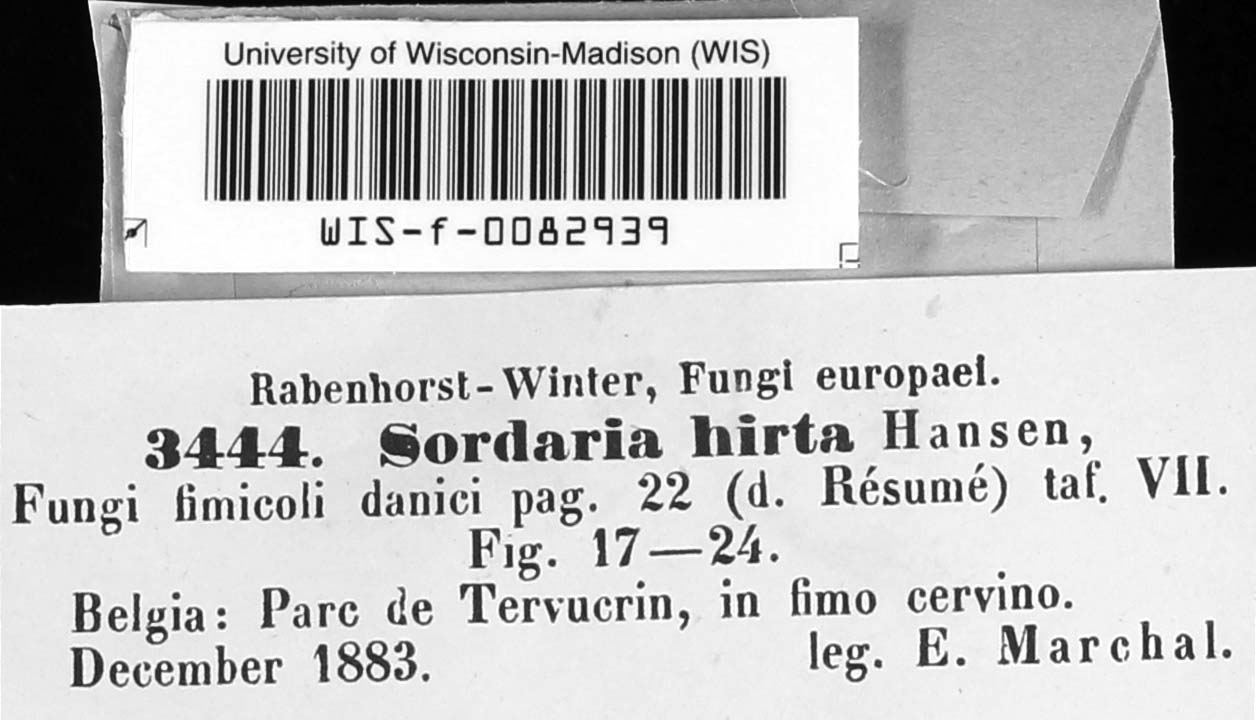 University of Wisconsin-Madison (WIS)
WIS-f-0082939
Rabenhorst-Winter, Fungi europaei.
3444. Sordaria hirta Hansen,
Fungi fimicoli danici pag. 22 (d. Résumé) taf. VII.
Fig. 17—24.
Belgia: Parc de Tervucrin, in fimo cervino.
December 1883. leg. E. Marchal.